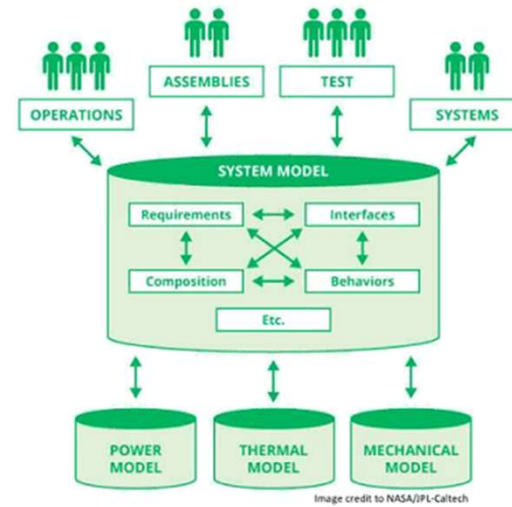 ASSEMBLIES
TEST
OPERATIONS
SYSTEMS
SYSTEM MODEL
Requirements
Interfaces
Composition
Behaviors
Etc.
POWER
MODEL
THERMAL
MODEL
MECHANICAL
MODEL
Image credit to NASA/JPL-Caltech